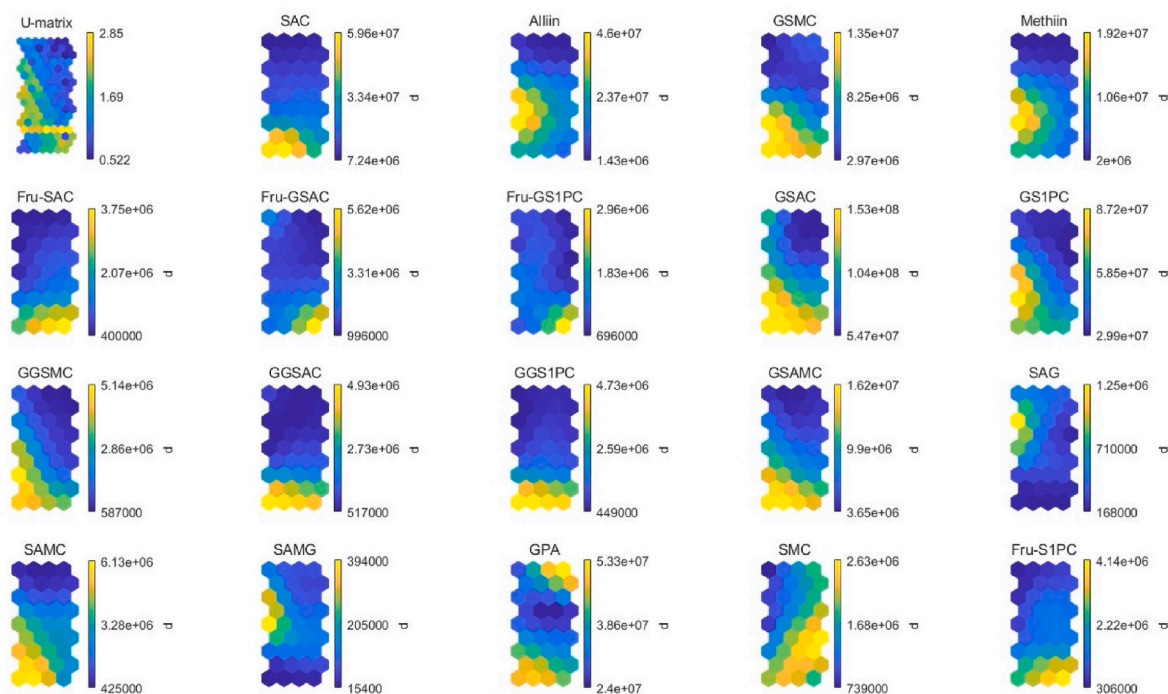 U-matrix SAC Alliin GSMC Methiin
2.85 5.96e+07 4.6e+07 1.35e+07 1.92e+07
1.69 3.34e+07 d 2.37e+07 d 8.25e+06 d 1.06e+07 d
0.522 7.24e+06 1.43e+07 2.97e+06 2e+06
Fru-SAC Fru-GSAC Fru-GS1PC GSAC GS1PC
3.75e+06 5.62e+06 2.96e+06 1.53e+08 8.72e+07
2.07e+06 d 3.31e+06 d 1.83e+06 d 1.04e+08 d 5.85e+07 d
400000 996000 696000 5.47e+07 2.99e+07
GGSMC GGSAC GGS1PC GSAMC SAG
5.14e+06 4.93e+06 4.73e+06 1.62e+07 1.25e+06
2.86e+06 d 2.73e+06 d 2.59e+06 d 9.9e+06 d 710000 d
587000 517000 449000 3.65e+06 168000
SAMC SAMG GPA SMC Fru-S1PC
6.13e+06 394000 5.33e+07 2.63e+06 4.14e+06
3.28e+06 d 205000 d 3.86e+07 d 1.68e+06 d 2.22e+06 d
425000 15400 2.4e+07 739000 306000